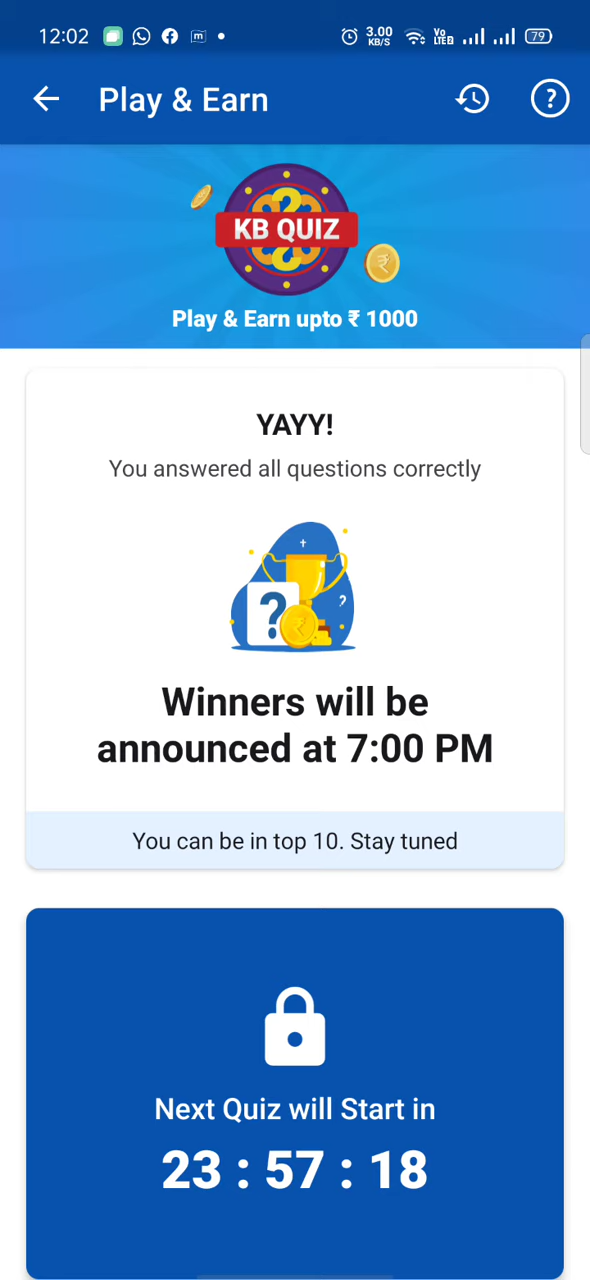 12:02
3.00
KB/S
Vo
LTE2
79
Play & Earn
?
KB QUIZ
₹
Play & Earn upto ₹ 1000
YAYY!
You answered all questions correctly
?
?
₹
Winners will be
announced at 7:00 PM
You can be in top 10. Stay tuned
Next Quiz will Start in
23 : 57 : 18